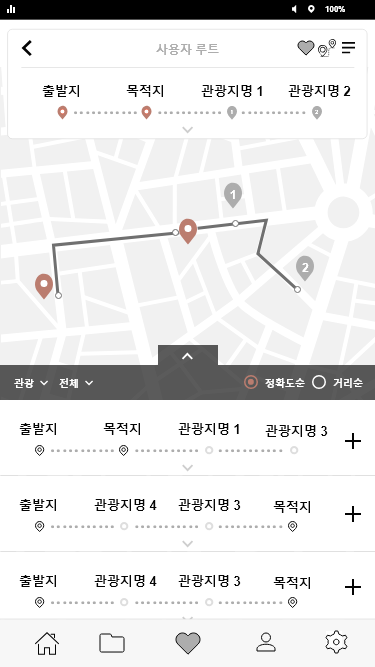 100%
사용자 루트
출발지 목적지 관광지명 1 관광지명 2
1 2
1
2
관광 전체 정확도순 거리순
출발지 목적지 관광지명 1 관광지명 3
출발지 관광지명 4 관광지명 3 목적지
출발지 관광지명 4 관광지명 3 목적지